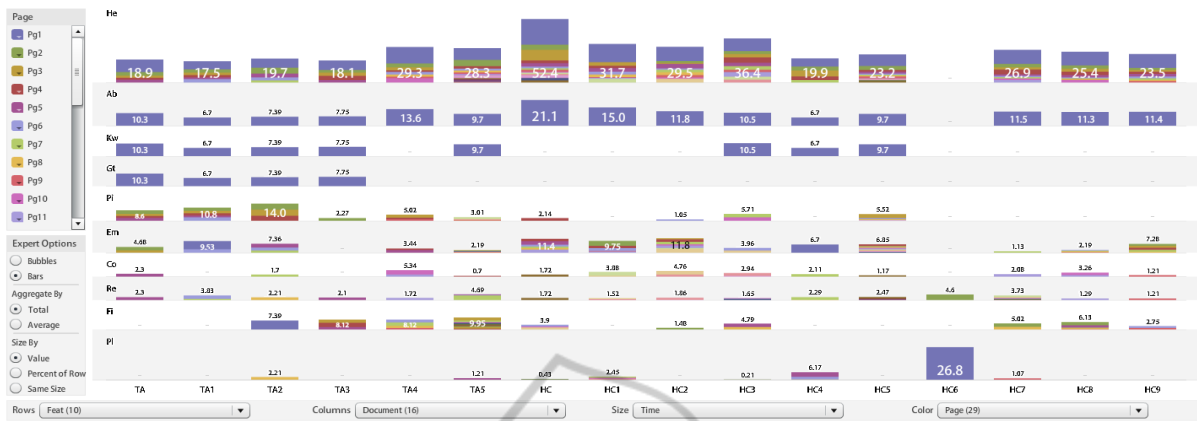 Page
Pg1
Pg2
Pg3
Pg4
Pg5
Pg6
Pg7
Pg8
Pg9
Pg10
Pg11
Expert Options
Bubbles
Bars
Aggregate By
Total
Average
Size By
Value
Percent of Row
Same Size
He
18.9 17.5 19.7 18.1 29.3 28.3 52.4 31.7 29.5 36.4 19.9 23.2 - 26.9 25.4 23.5
Ab
10.3 6.7 7.39 7.75 13.6 9.7 21.1 15.0 11.8 10.5 6.7 9.7 - 11.5 11.3 11.4
Kw
10.3 6.7 7.39 7.75 - 9.7 - - - 10.5 6.7 9.7 - - - -
Gt
10.3 6.7 7.39 7.75 - - - - - - - - - - - -
Pi
8.6 10.8 14.0 2.27 5.02 3.01 2.14 - 1.05 5.71 - 5.52 - - - -
Em
4.68 9.53 7.36 - 3.44 2.19 11.4 9.75 11.8 3.96 6.7 6.85 - 1.13 2.19 7.28
Co
2.3 - 1.7 - 5.34 0.7 1.72 3.08 4.76 2.94 2.11 1.17 - 2.08 3.26 1.21
Re
2.3 3.03 2.21 2.1 1.72 4.69 1.72 1.52 1.86 1.65 2.29 2.47 4.6 3.73 1.29 1.21
Fi
- - 7.39 8.12 8.12 9.95 3.9 - 1.48 4.79 - - - 5.02 6.13 2.75
Pl
- - 2.21 - - 1.21 0.43 2.45 - 0.21 6.17 - 26.8 1.07 - -
TA TA1 TA2 TA3 TA4 TA5 HC HC1 HC2 HC3 HC4 HC5 HC6 HC7 HC8 HC9
Rows Feat (10) Columns Document (16) Size Time Color Page (29)